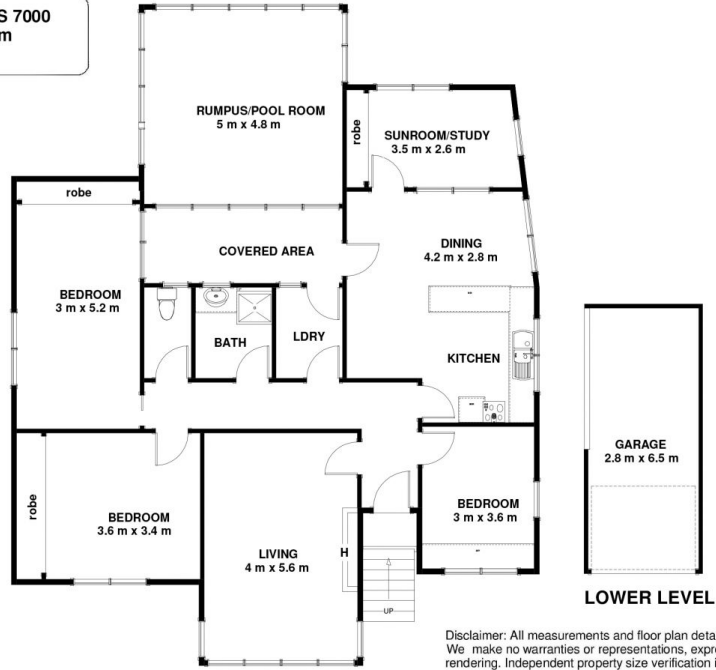 S 7000
m
RUMPUS/POOL ROOM
5 m x 4.8 m
robe
SUNROOM/STUDY
3.5 m x 2.6 m
robe
COVERED AREA
DINING
4.2 m x 2.8 m
BEDROOM
3 m x 5.2 m
BATH
LDRY
KITCHEN
GARAGE
2.8 m x 6.5 m
robe
BEDROOM
3.6 m x 3.4 m
LIVING
4 m x 5.6 m
H
BEDROOM
3 m x 3.6 m
UP
LOWER LEVEL
Disclaimer: All measurements and floor plan deta
We make no warranties or representations, expre
rendering. Independent property size verification i